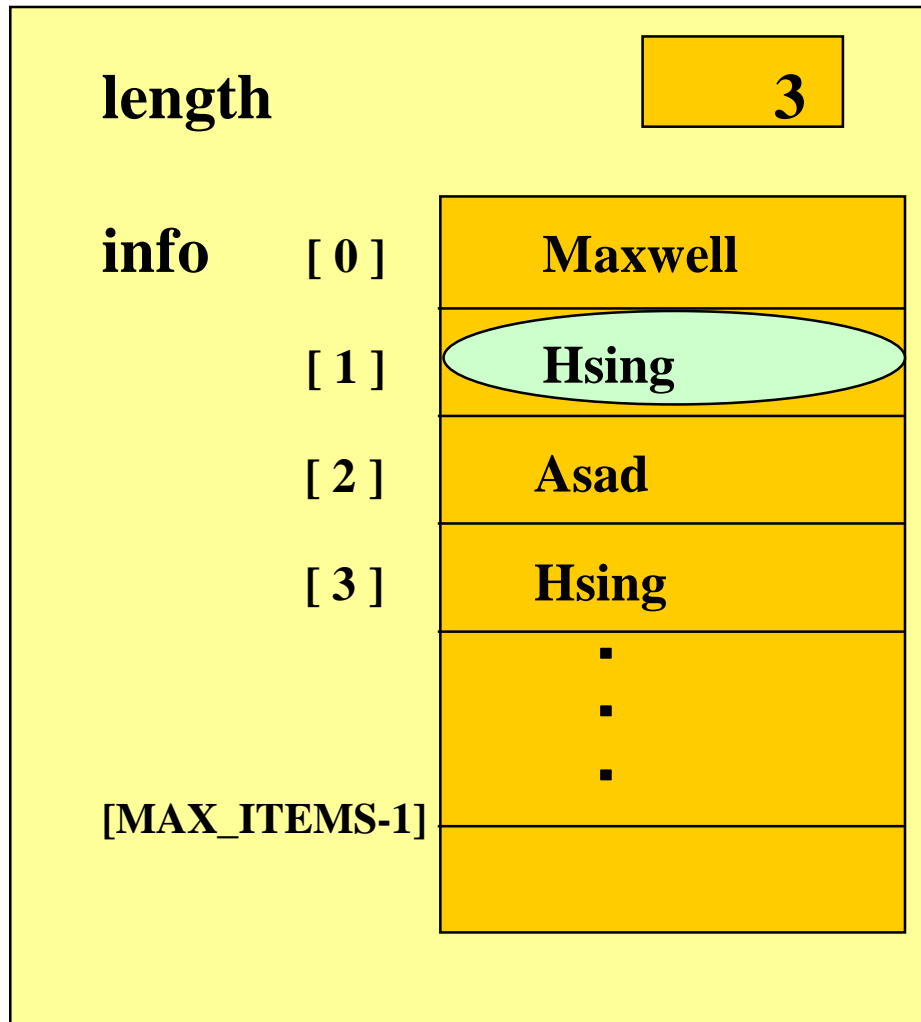 length 3
info [ 0 ] Maxwell
[ 1 ] Hsing
[ 2 ] Asad
[ 3 ] Hsing
.
.
.
[MAX_ITEMS-1]